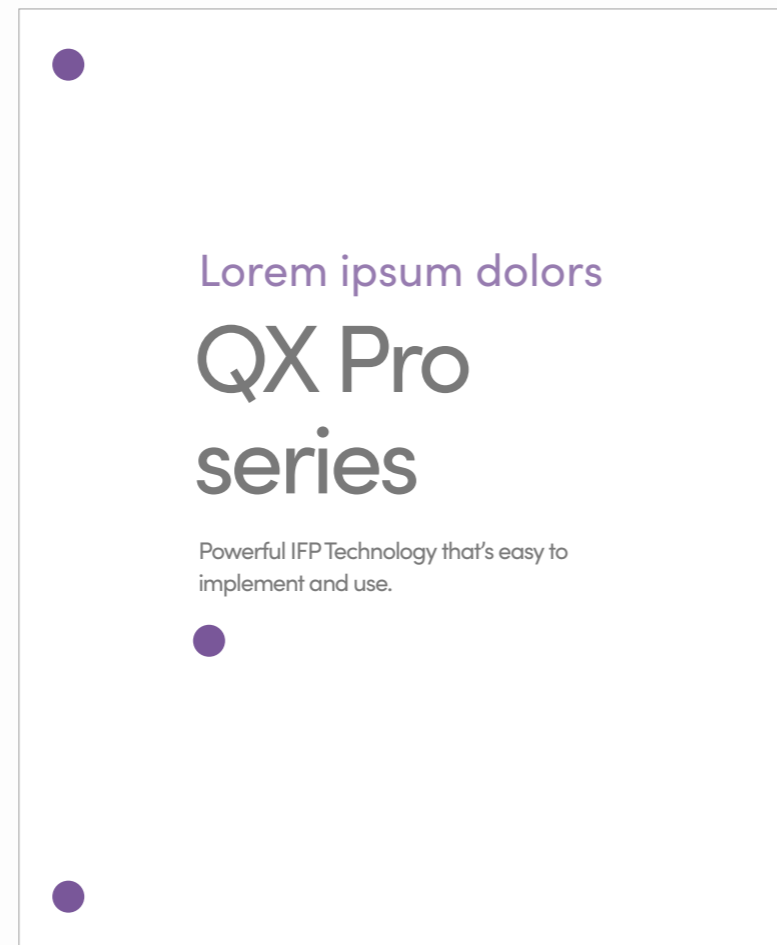 Lorem ipsum dolors
QX Pro
series
Powerful IFP Technology that's easy to
implement and use.